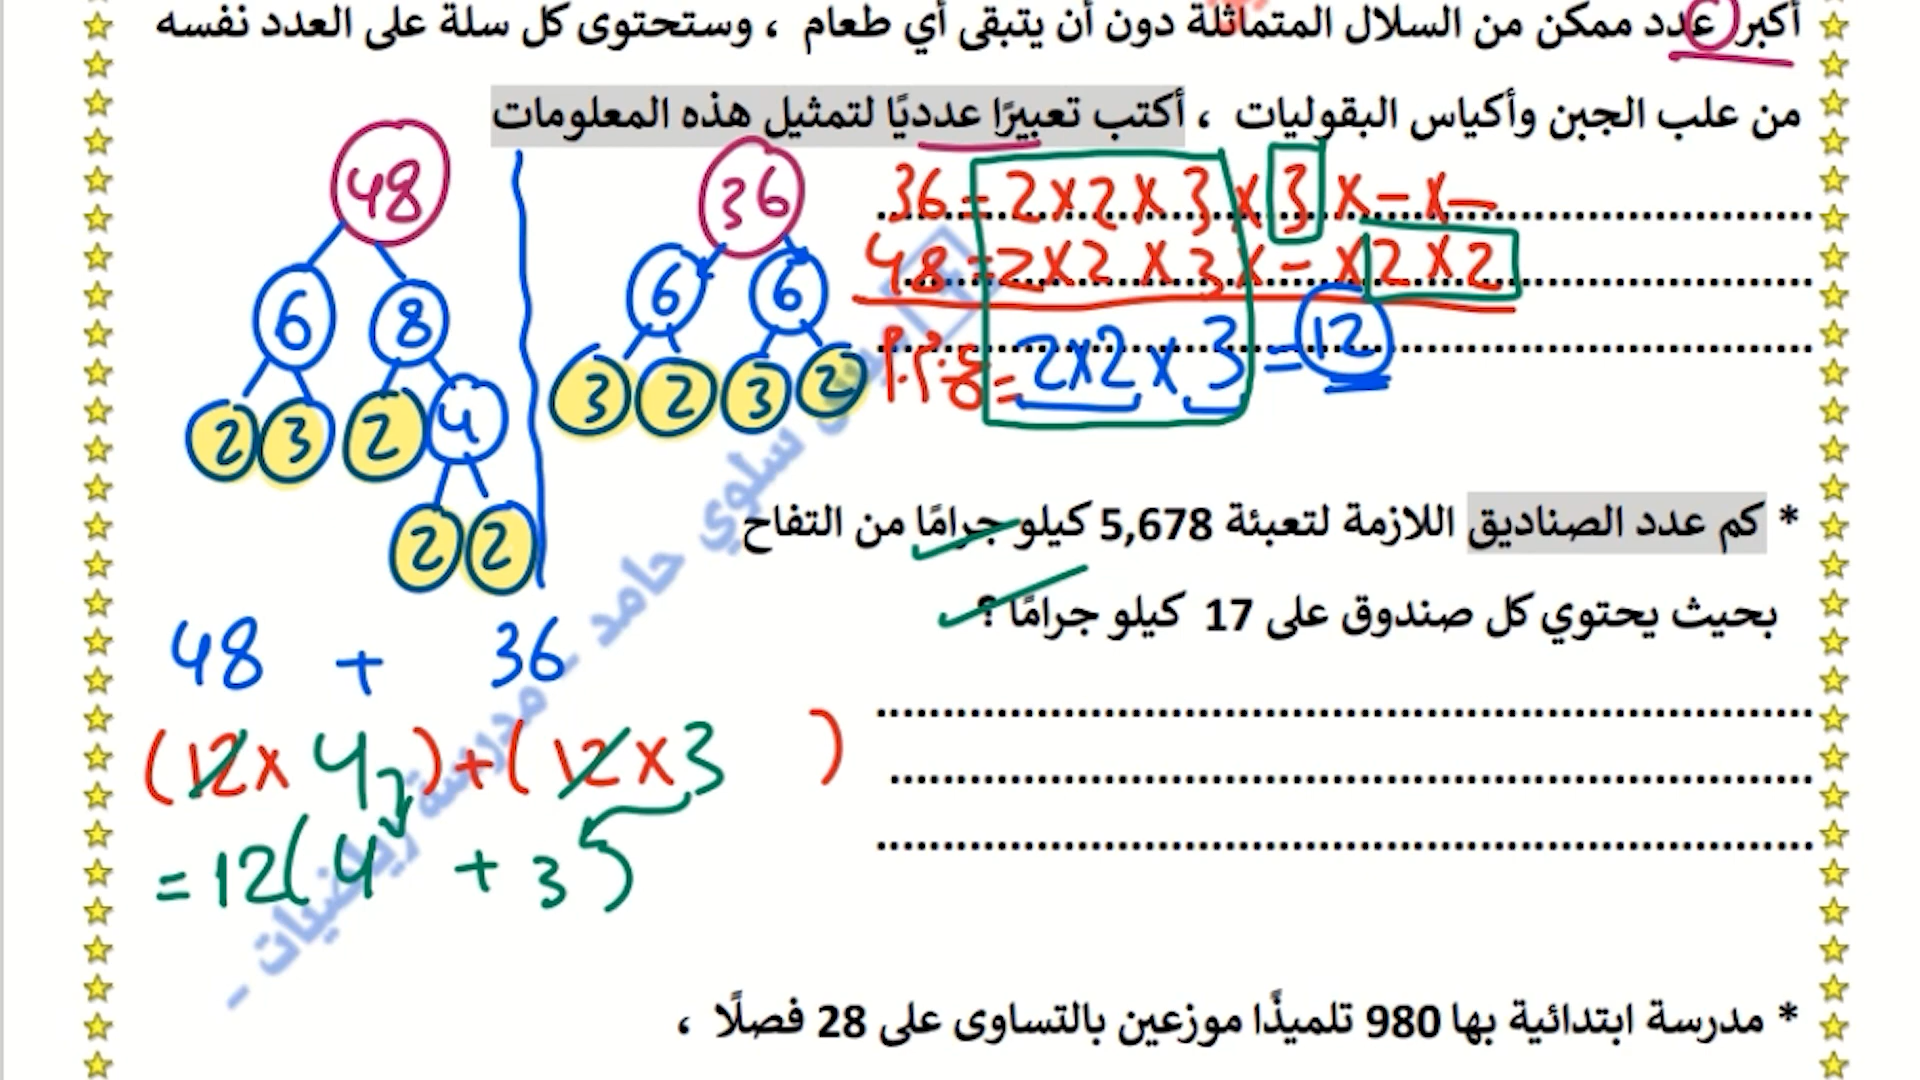 أكبر عدد ممكن من السلال المتماثلة دون أن يتبقى أي طعام ، وستحتوى كل سلة على العدد نفسه
من علب الجبن وأكياس البقوليات ، أكتب تعبيرًا عدديًا لتمثيل هذه المعلومات
48
6 8
2 3 2 4
2 2
36
6 6
3 2 3 2
36 = 2 x 2 x 3 x 3 x - x -
48 = 2 x 2 x 3 x - x 2 x 2
ع.م.أ = 2 x 2 x 3 = 12
* كم عدد الصناديق اللازمة لتعبئة 5,678 كيلو جرامًا من التفاح
بحيث يحتوي كل صندوق على 17 كيلو جرامًا ؟
48 + 36
(12 x 4) + (12 x 3 )
= 12(4 + 3)
سلوي حامد - مدرسة رياضيات -
* مدرسة ابتدائية بها 980 تلميذًا موزعين بالتساوى على 28 فصلًا ،